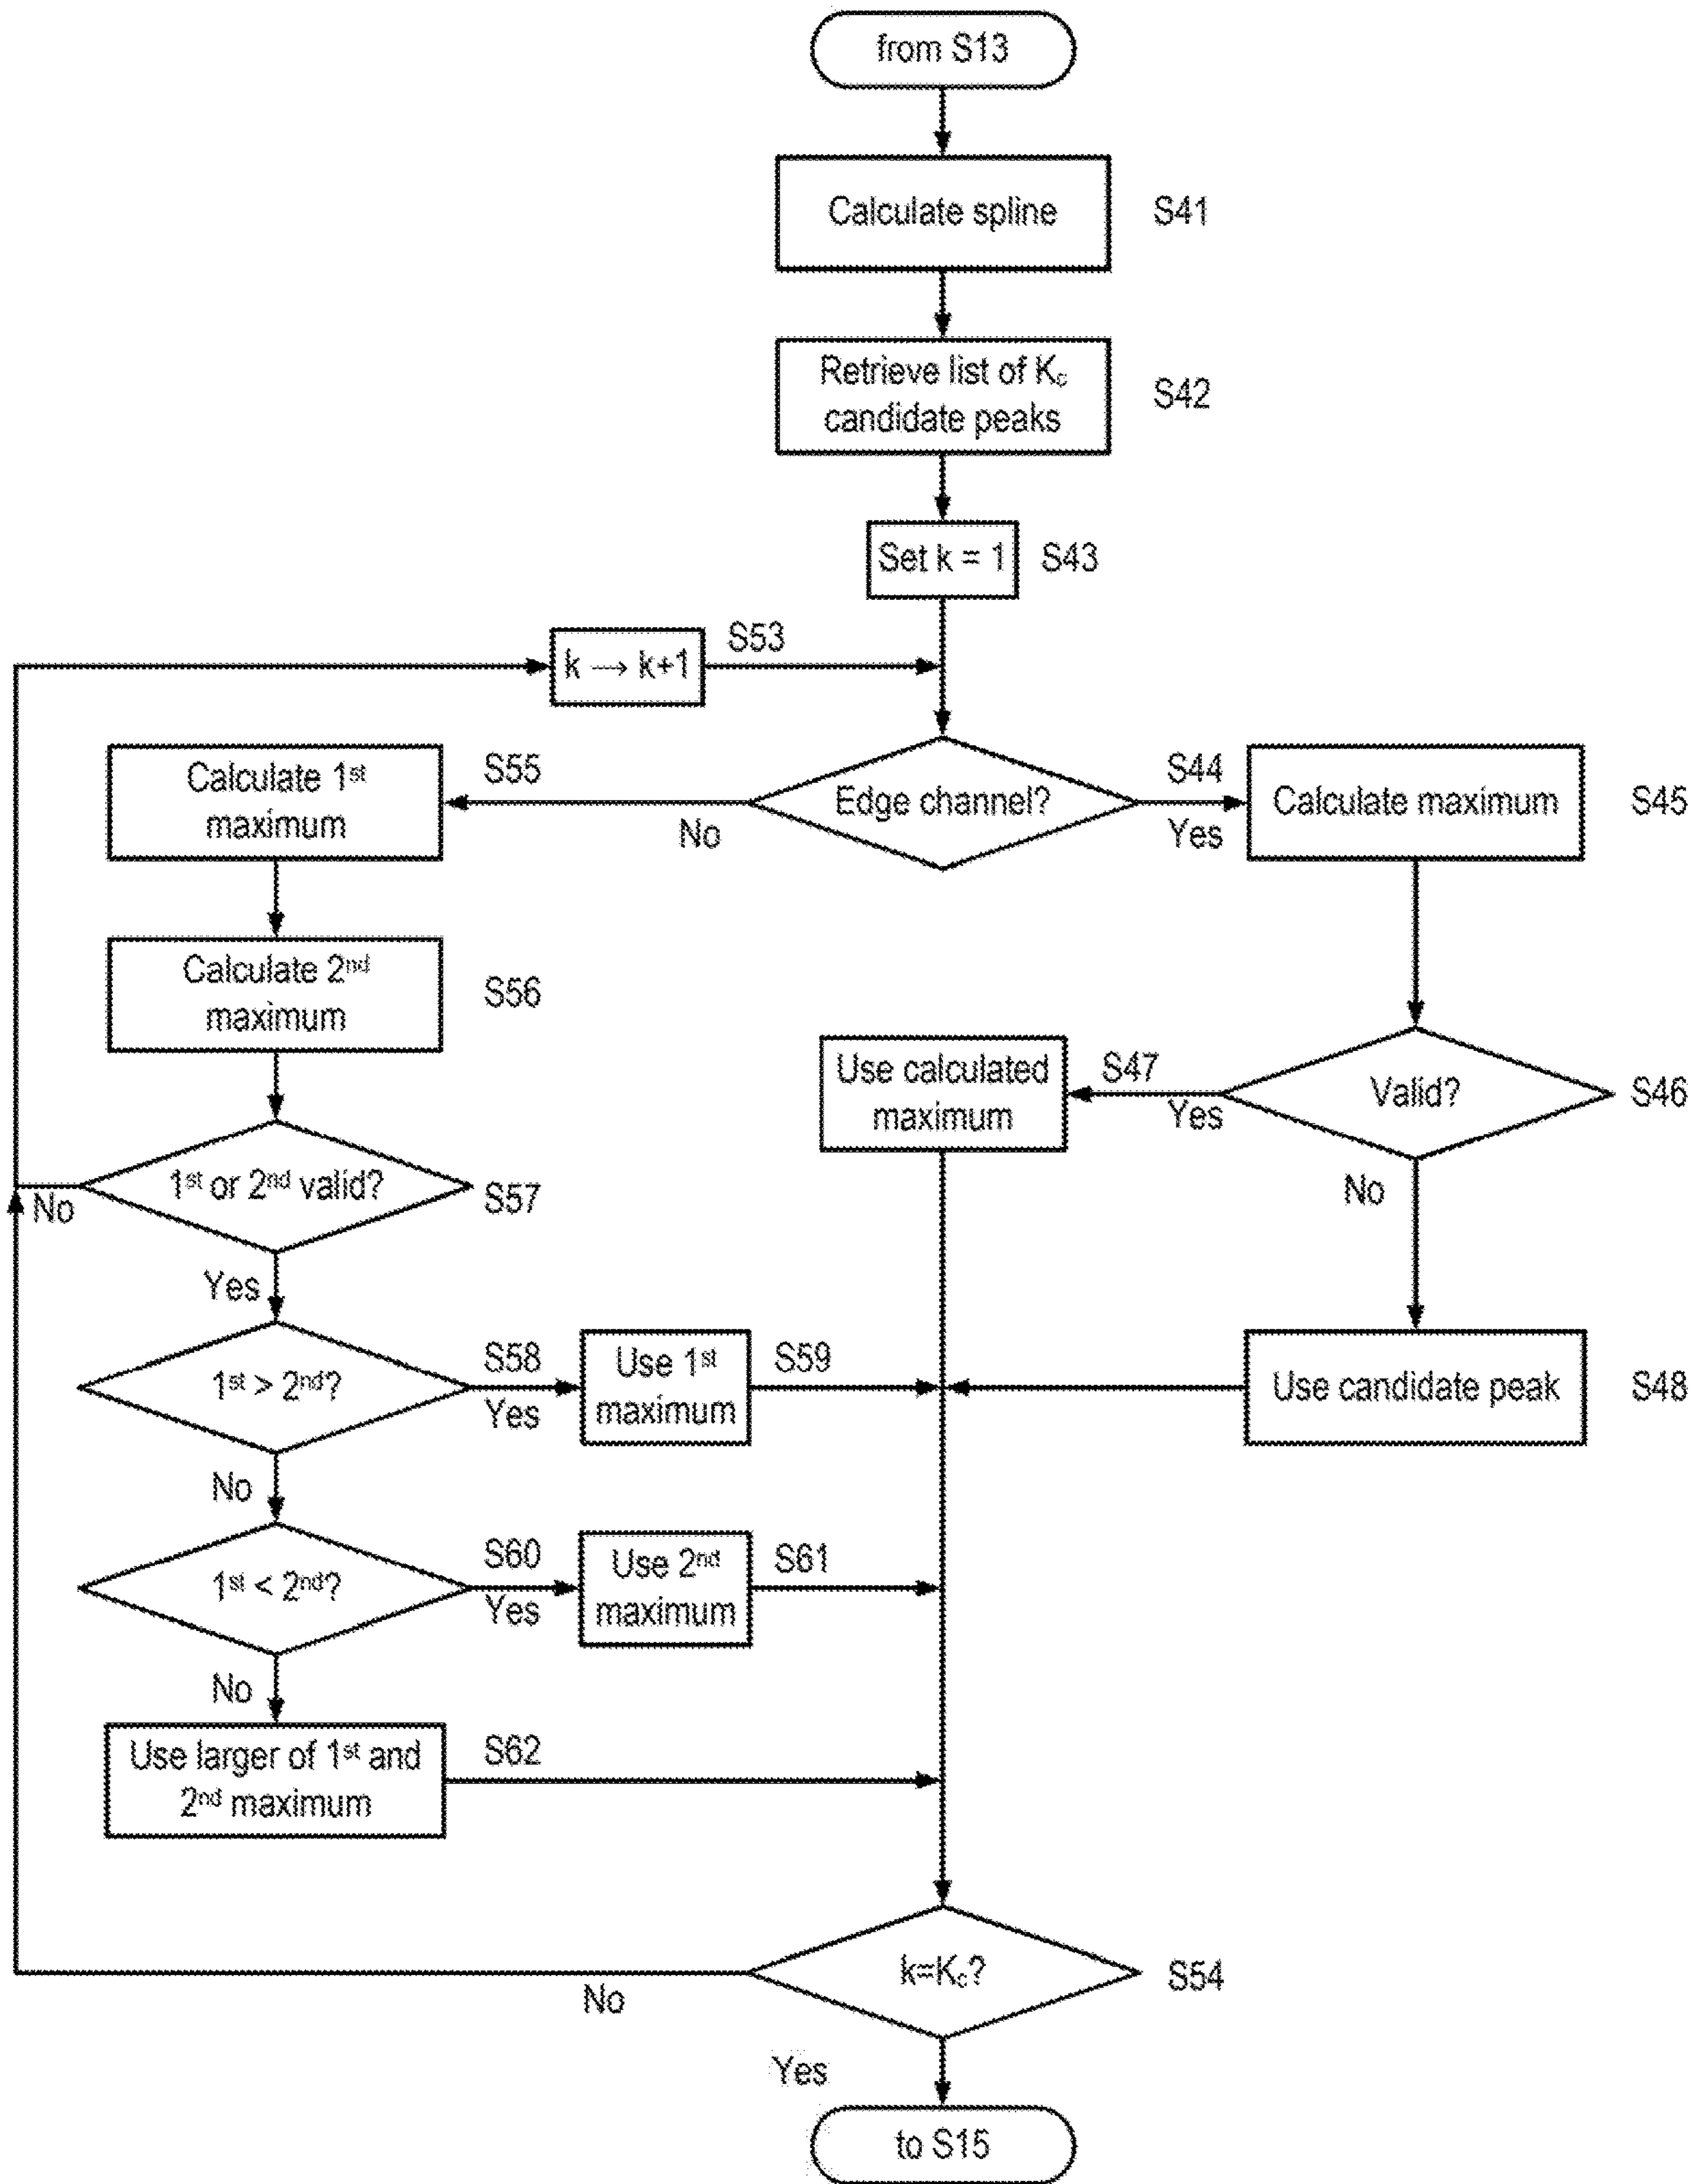 from S13
Calculate spline
S41
Retrieve list of Kc
candidate peaks
S42
Set k = 1
S43
k → k+1
S53
Calculate 1st
maximum
S55
No
Edge channel?
S44
Yes
Calculate maximum
S45
Calculate 2nd
maximum
S56
Use calculated
maximum
S47
Yes
Valid?
S46
No
1st or 2nd valid?
S57
No
Yes
1st > 2nd?
S58
Yes
Use 1st
maximum
S59
Use candidate peak
S48
No
1st < 2nd?
S60
Yes
Use 2nd
maximum
S61
No
Use larger of 1st and
2nd maximum
S62
k=Kc?
S54
No
Yes
to S15